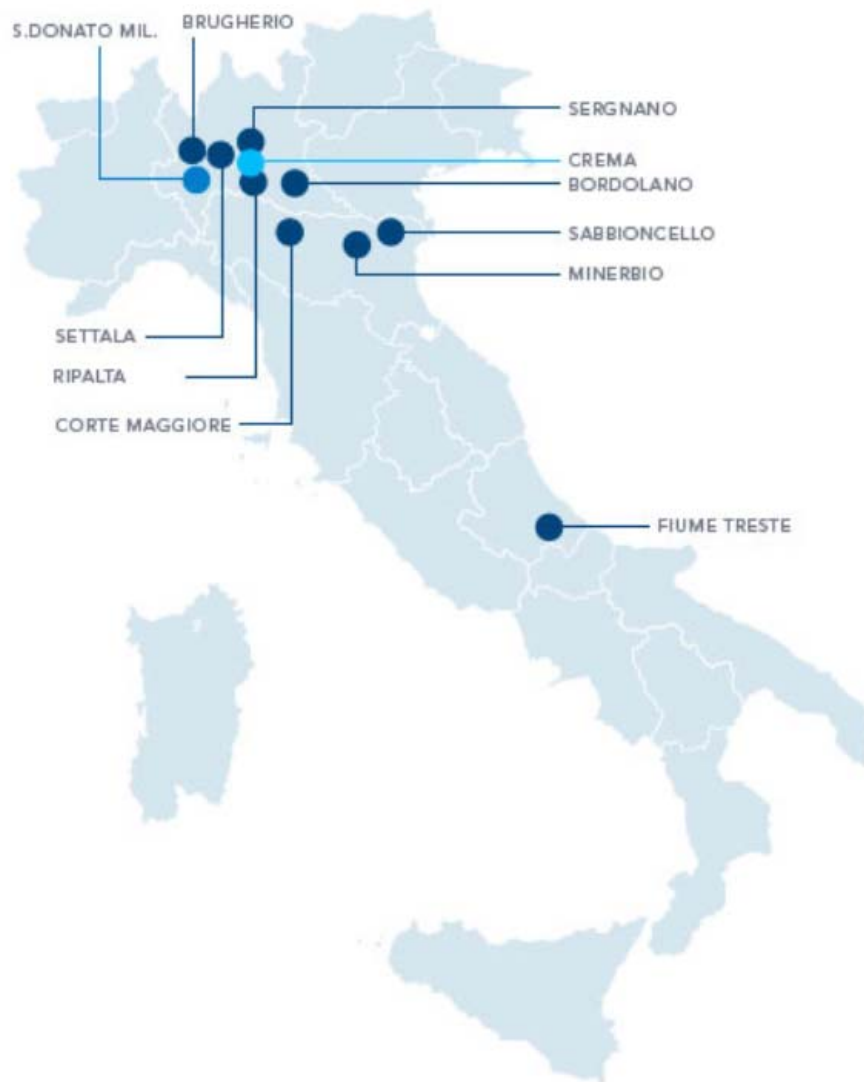 BRUGHERIO
S.DONATO MIL.
SERGNANO
CREMA
BORDOLANO
SABBIONCELLO
MINERBIO
SETTALA
RIPALTA
CORTE MAGGIORE
FIUME TRESTE